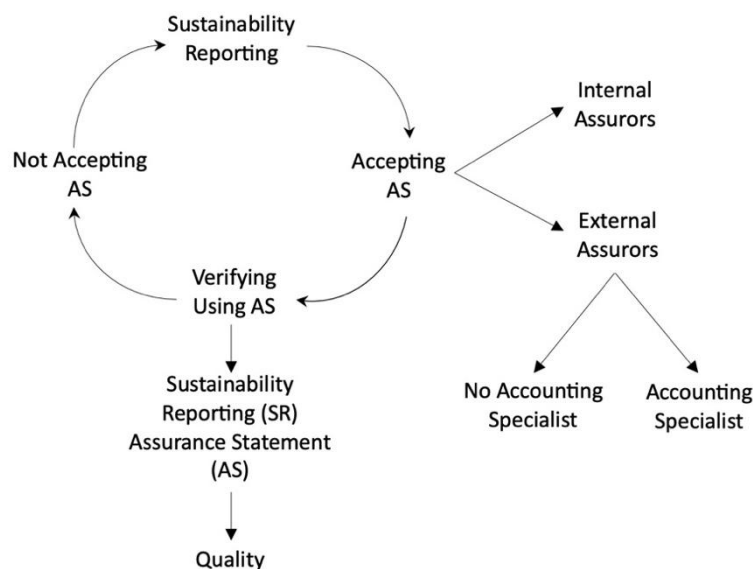 Sustainability
Reporting
Internal
Assurors
Not Accepting
AS
Accepting
AS
External
Assurors
Verifying
Using AS
Sustainability
Reporting (SR)
Assurance Statement
(AS)
No Accounting
Specialist
Accounting
Specialist
Quality